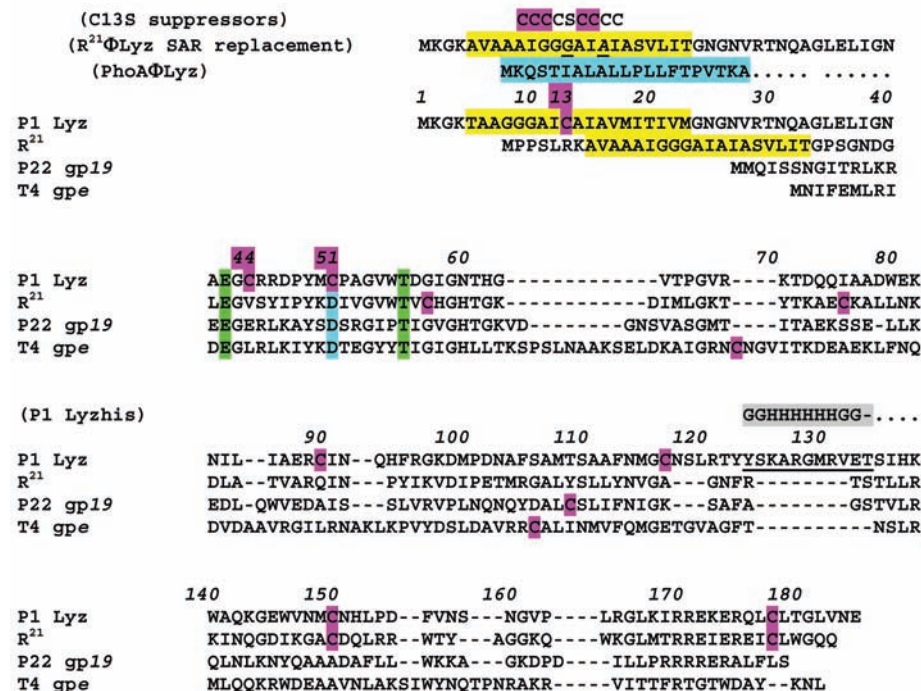 (C13S suppressors) CCCCSCCCC
(R²¹ΦLyz SAR replacement) MKGKAVAAAIGGGAIAIASVLITGNGNVRTNQAGLELIGN
(PhoAΦLyz) MKQSTIALALLPLLFTPVTKA..... ......
1 10 13 20 30 41
P1 Lyz MKGKTAAGGGAICAIAVMITIVMGNGNVRTNQAGLELIGN
R²¹ MPPSLRKAVAAAIGGGAIAIASVLITGPSGNDG
P22 gp19 MMQISSNGITRLKR
T4 gpe MNIFEMLRI
44 51 60 70 80
P1 Lyz AEGCRRDPYMCPAGVWTDGIGNTHG-------------VTPGVR----KTDQQIAADWEK
R²¹ LEGVSYIPYKDIVGVWTVCHGHTGK-------------DIMLGKT---YTKAECKALLNK
P22 gp19 EEGERLKAYSDSRGIPTIGVGHTGKVD----------GNSVASGMT---ITAEKSSE-LLK
T4 gpe DEGLRLKIYKDTEGYYTIGIGHLLTKSPSLNAAKSELDKAIGRNCNGVITKDEAEKLFNQ
(P1 Lyzhis) GGHHHHHHGG-....
90 100 110 120 130
P1 Lyz NIL--IAERCIN--QHFRGKDMPDNAFSAMTSAAFNMGCNSLRTYYSKARGMRVETSIHK
R²¹ DLA--TVARQINP---PYIKVDIPETMRGALYSLLYNVGA---GNFR-------TSTLLR
P22 gp19 EDL-QWVEDAIS---SLVRVPLNQNQYDALCSLIFNIGK---SAFA--------GSTVLR
T4 gpe DVDAAVRGILRNAKLKPVYDSLDAVRRCALINMVFQMGETGVAGFT---------NSLR
140 150 160 170 180
P1 Lyz WAQKGEWVNMCNHLPD--FVNS---NGVP----LRGLKIRREKERQLCLTGLVNE
R²¹ KINQGDIKGACDQLRR--WTY---AGGKQ----WKGLMTRREIEREICLWGQQ
P22 gp19 QLNLKNYQAAADAFLL--WKKA---GKDPD---ILLPRRRRERALFLS
T4 gpe MLQQKRWDEAAVNLAKSIWYNQTPNRAKR----VITTFRTGTWDAY--KNL